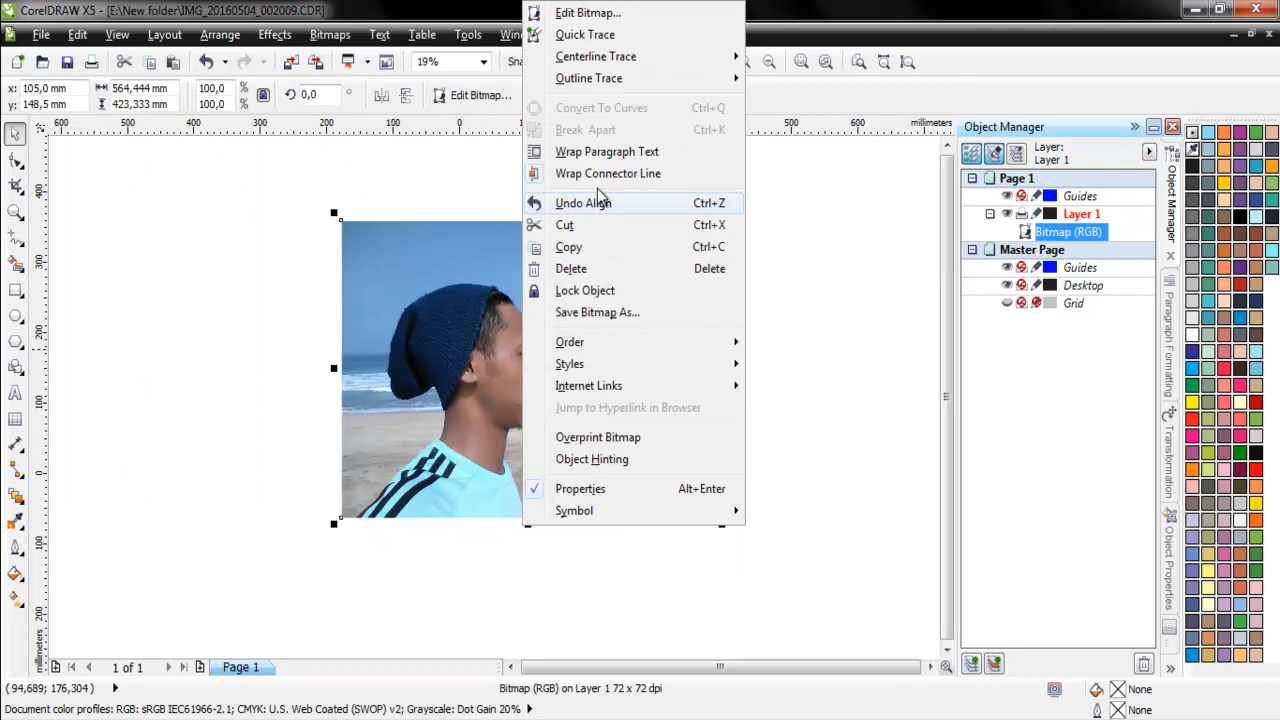 CorelDRAW X5 - [E:\New folder\IMG_20160504_002009.CDR]
File Edit View Layout Arrange Effects Bitmaps Text Table Tools
19%
x: 105,0 mm 564,444 mm 100,0 %
y: 148,5 mm 423,333 mm 100,0 %
0,0 °
Edit Bitmap...
600 500 400 300 200 100 0 500 600 millimeters
400
300
200
100
0
100
200
millimeters
Edit Bitmap...
Quick Trace
Centerline Trace
Outline Trace
Convert To Curves Ctrl+Q
Break Apart Ctrl+K
Wrap Paragraph Text
Wrap Connector Line
Undo Align Ctrl+Z
Cut Ctrl+X
Copy Ctrl+C
Delete Delete
Lock Object
Save Bitmap As...
Order
Styles
Internet Links
Jump to Hyperlink in Browser
Overprint Bitmap
Object Hinting
Properties Alt+Enter
Symbol
Object Manager
Layer:
Layer 1
Page 1
Guides
Layer 1
Bitmap (RGB)
Master Page
Guides
Desktop
Grid
Object Manager
Paragraph Formatting
Transformation
Object Properties
1 of 1 Page 1
(94,689; 176,304) Bitmap (RGB) on Layer 1 72 x 72 dpi None
Document color profiles: RGB: sRGB IEC61966-2.1; CMYK: U.S. Web Coated (SWOP) v2; Grayscale: Dot Gain 20% None